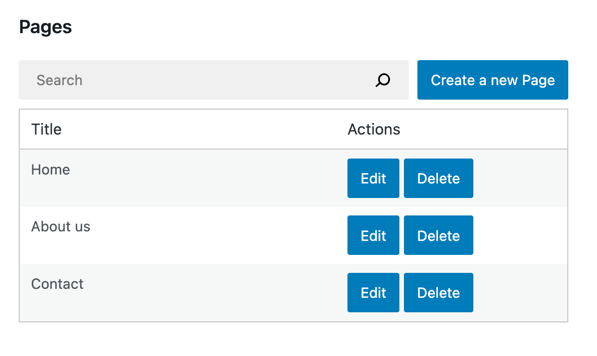 Pages
Search
Create a new Page
Title Actions
Home Edit Delete
About us Edit Delete
Contact Edit Delete